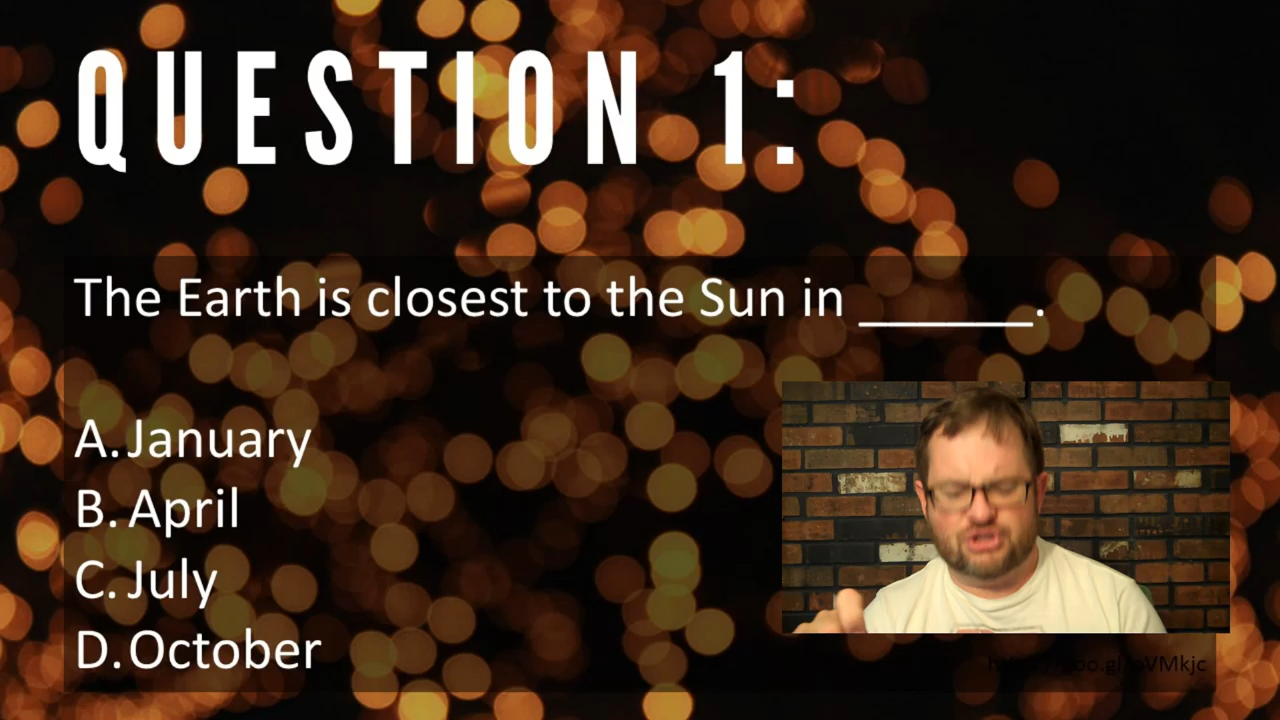 QUESTION 1:
The Earth is closest to the Sun in ______.
A. January
B. April
C. July
D. October